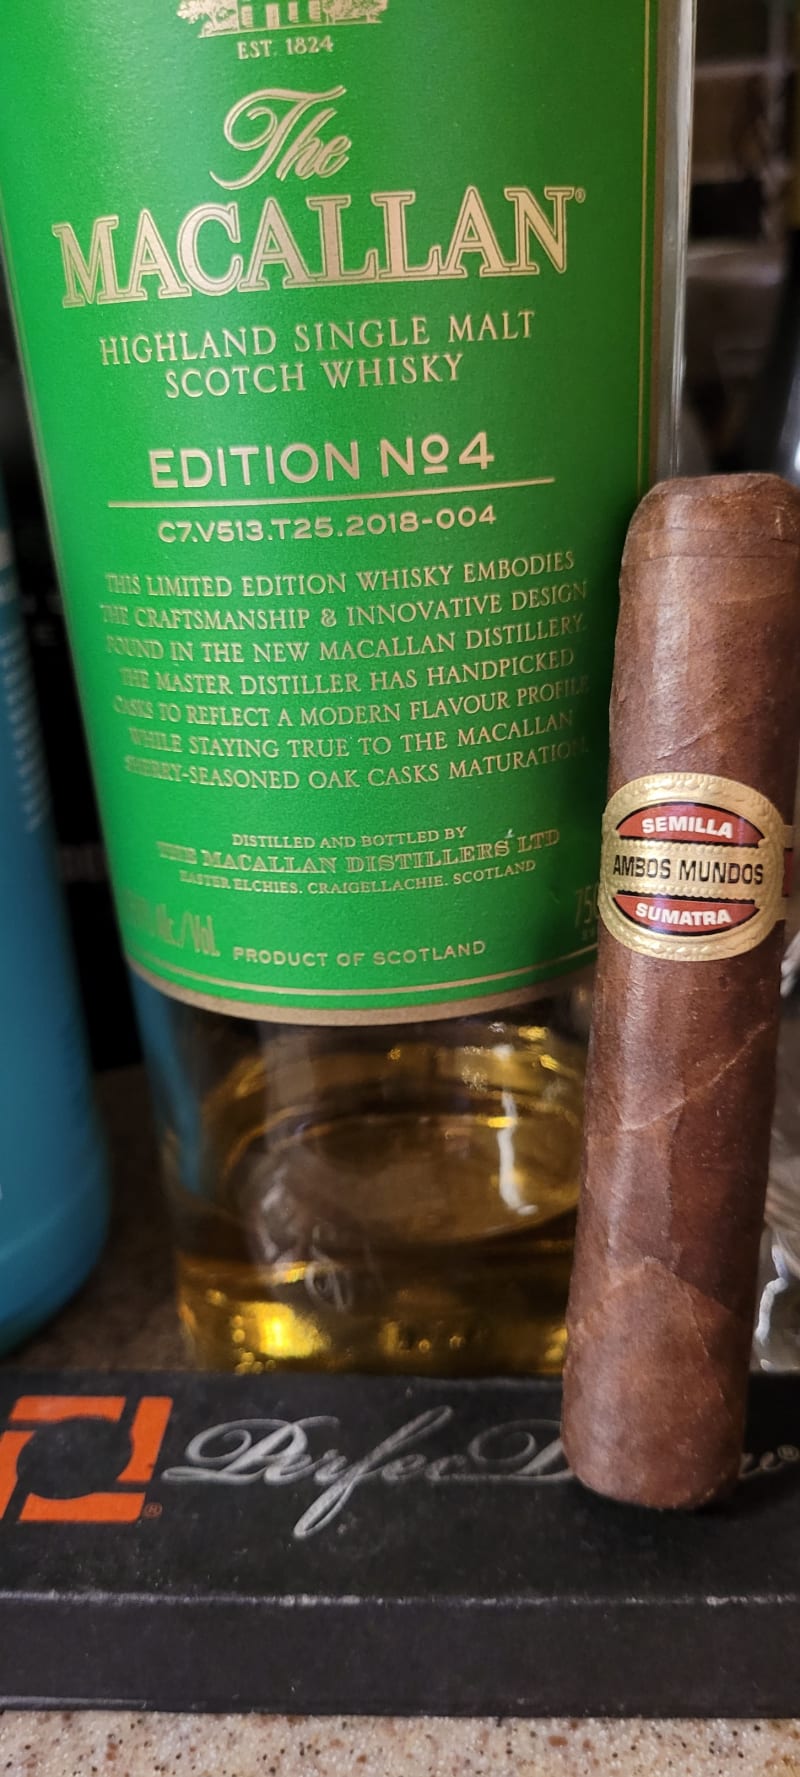 EST. 1824
The
MACALLAN®
HIGHLAND SINGLE MALT
SCOTCH WHISKY
EDITION Nº4
C7.V513.T25.2018-004
THIS LIMITED EDITION WHISKY EMBODIES
THE CRAFTSMANSHIP & INNOVATIVE DESIGN
FOUND IN THE NEW MACALLAN DISTILLERY.
THE MASTER DISTILLER HAS HANDPICKED
CASKS TO REFLECT A MODERN FLAVOUR PROFILE
WHILE STAYING TRUE TO THE MACALLAN
SHERRY-SEASONED OAK CASKS MATURATION.
DISTILLED AND BOTTLED BY
THE MACALLAN DISTILLERS LTD
EASTER ELCHIES, CRAIGELLACHIE, SCOTLAND
Alc/Vol.
PRODUCT OF SCOTLAND
SEMILLA
AMBOS MUNDOS
SUMATRA